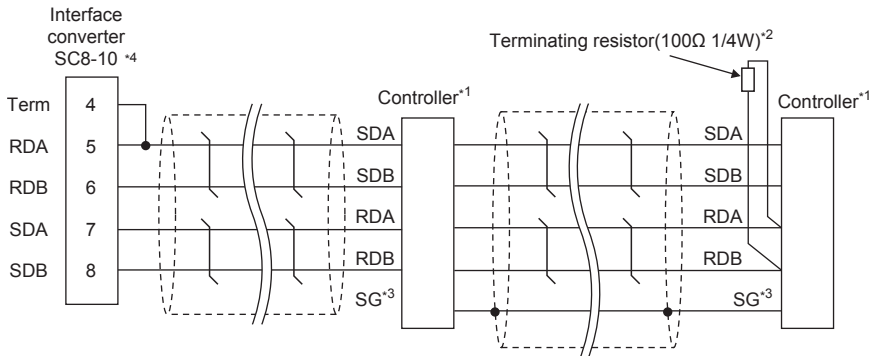 Interface
converter
SC8-10 *4
Terminating resistor(100Ω 1/4W)*2
Controller*1
Controller*1
Term 4
RDA 5 SDA SDA
RDB 6 SDB SDB
SDA 7 RDA RDA
SDB 8 RDB RDB
SG*3 SG*3